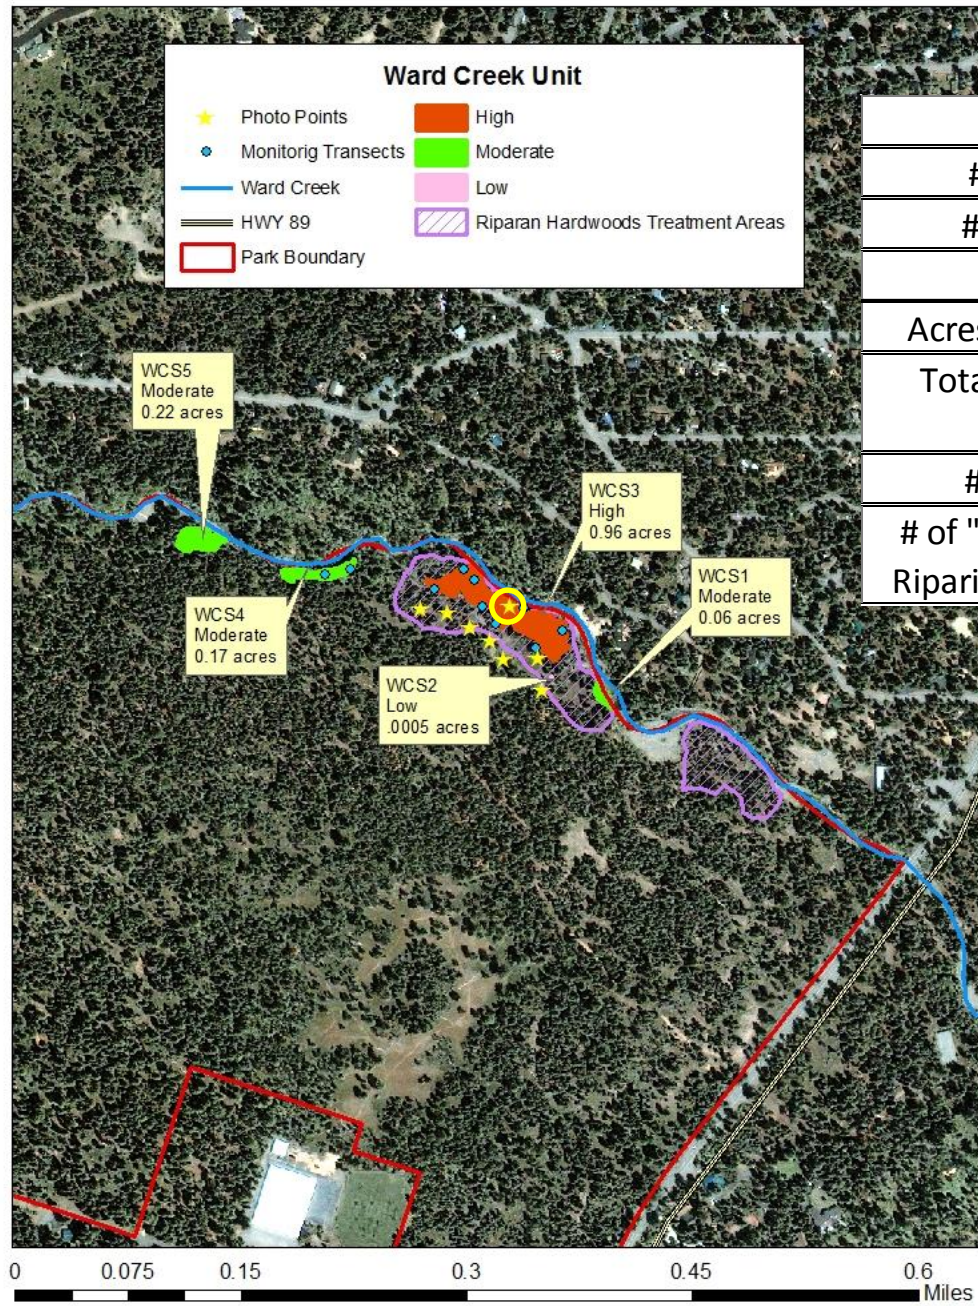 Ward Creek Unit
Photo Points
High
Monitorig Transects
Moderate
Ward Creek
Low
HWY 89
Riparan Hardwoods Treatment Areas
Park Boundary
#
#
Acres
Tota
#
# of "
Ripari
WCS5
Moderate
0.22 acres
WCS3
High
0.96 acres
WCS1
Moderate
0.06 acres
WCS4
Moderate
0.17 acres
WCS2
Low
.0005 acres
0 0.075 0.15 0.3 0.45 0.6
Miles